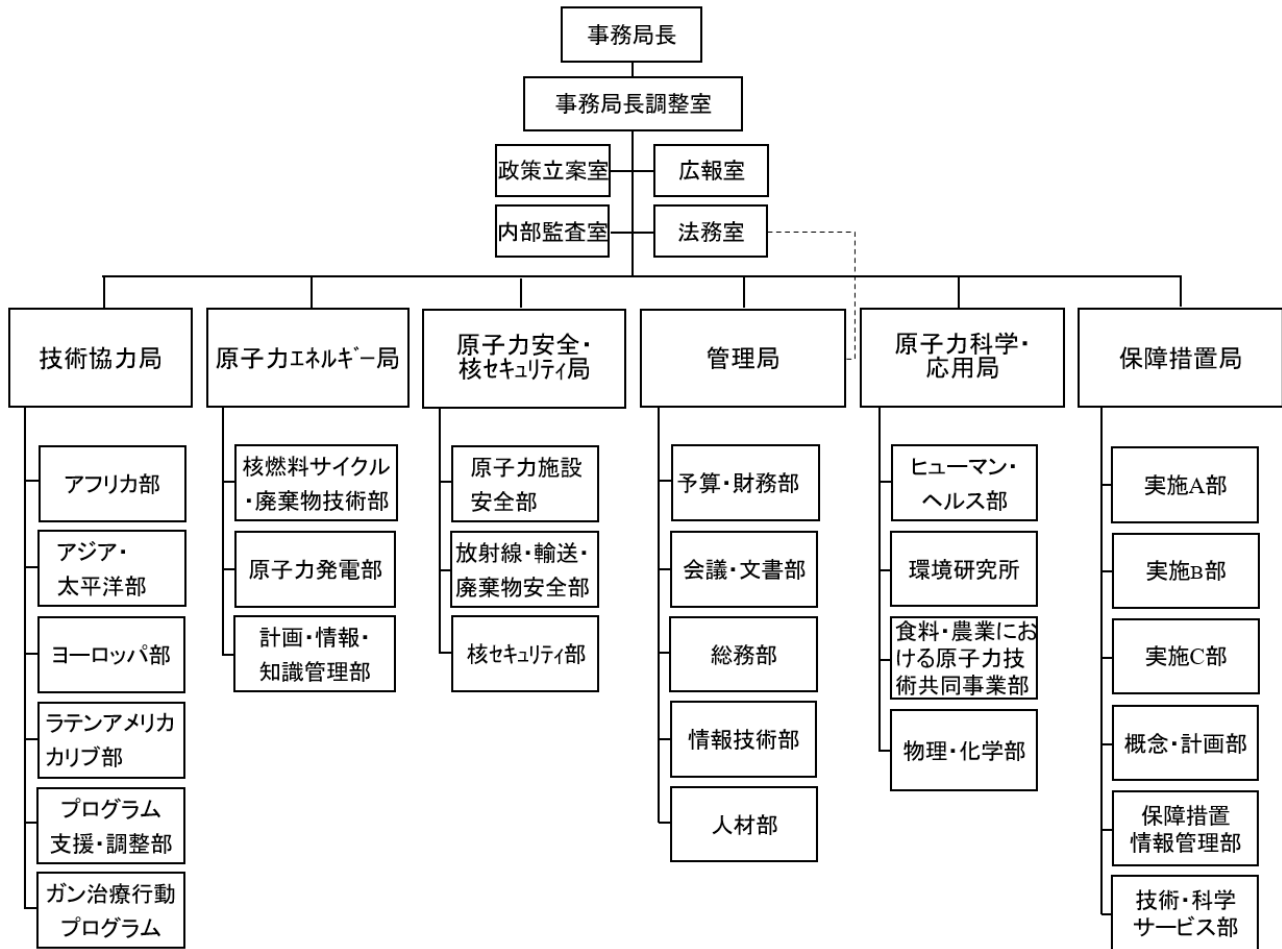 事務局長
事務局長調整室
政策立案室
広報室
内部監査室
法務室
技術協力局
原子力エネルギー局
原子力安全・
核セキュリティ局
管理局
原子力科学・
応用局
保障措置局
アフリカ部
アジア・
太平洋部
ヨーロッパ部
ラテンアメリカ
カリブ部
プログラム
支援・調整部
ガン治療行動
プログラム
核燃料サイクル
・廃棄物技術部
原子力発電部
計画・情報・
知識管理部
原子力施設
安全部
放射線・輸送・
廃棄物安全部
核セキュリティ部
予算・財務部
会議・文書部
総務部
情報技術部
人材部
ヒューマン・
ヘルス部
環境研究所
食料・農業にお
ける原子力技
術共同事業部
物理・化学部
実施A部
実施B部
実施C部
概念・計画部
保障措置
情報管理部
技術・科学
サービス部